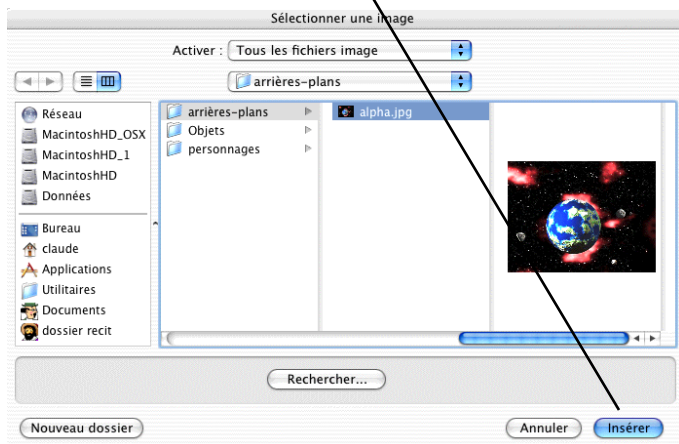 Sélectionner une image
Activer : Tous les fichiers image
arrières-plans
Réseau
MacintoshHD_OSX
MacintoshHD_1
MacintoshHD
Données
Bureau
claude
Applications
Utilitaires
Documents
dossier recit
arrières-plans
Objets
personnages
alpha.jpg
Rechercher...
Nouveau dossier
Annuler
Insérer